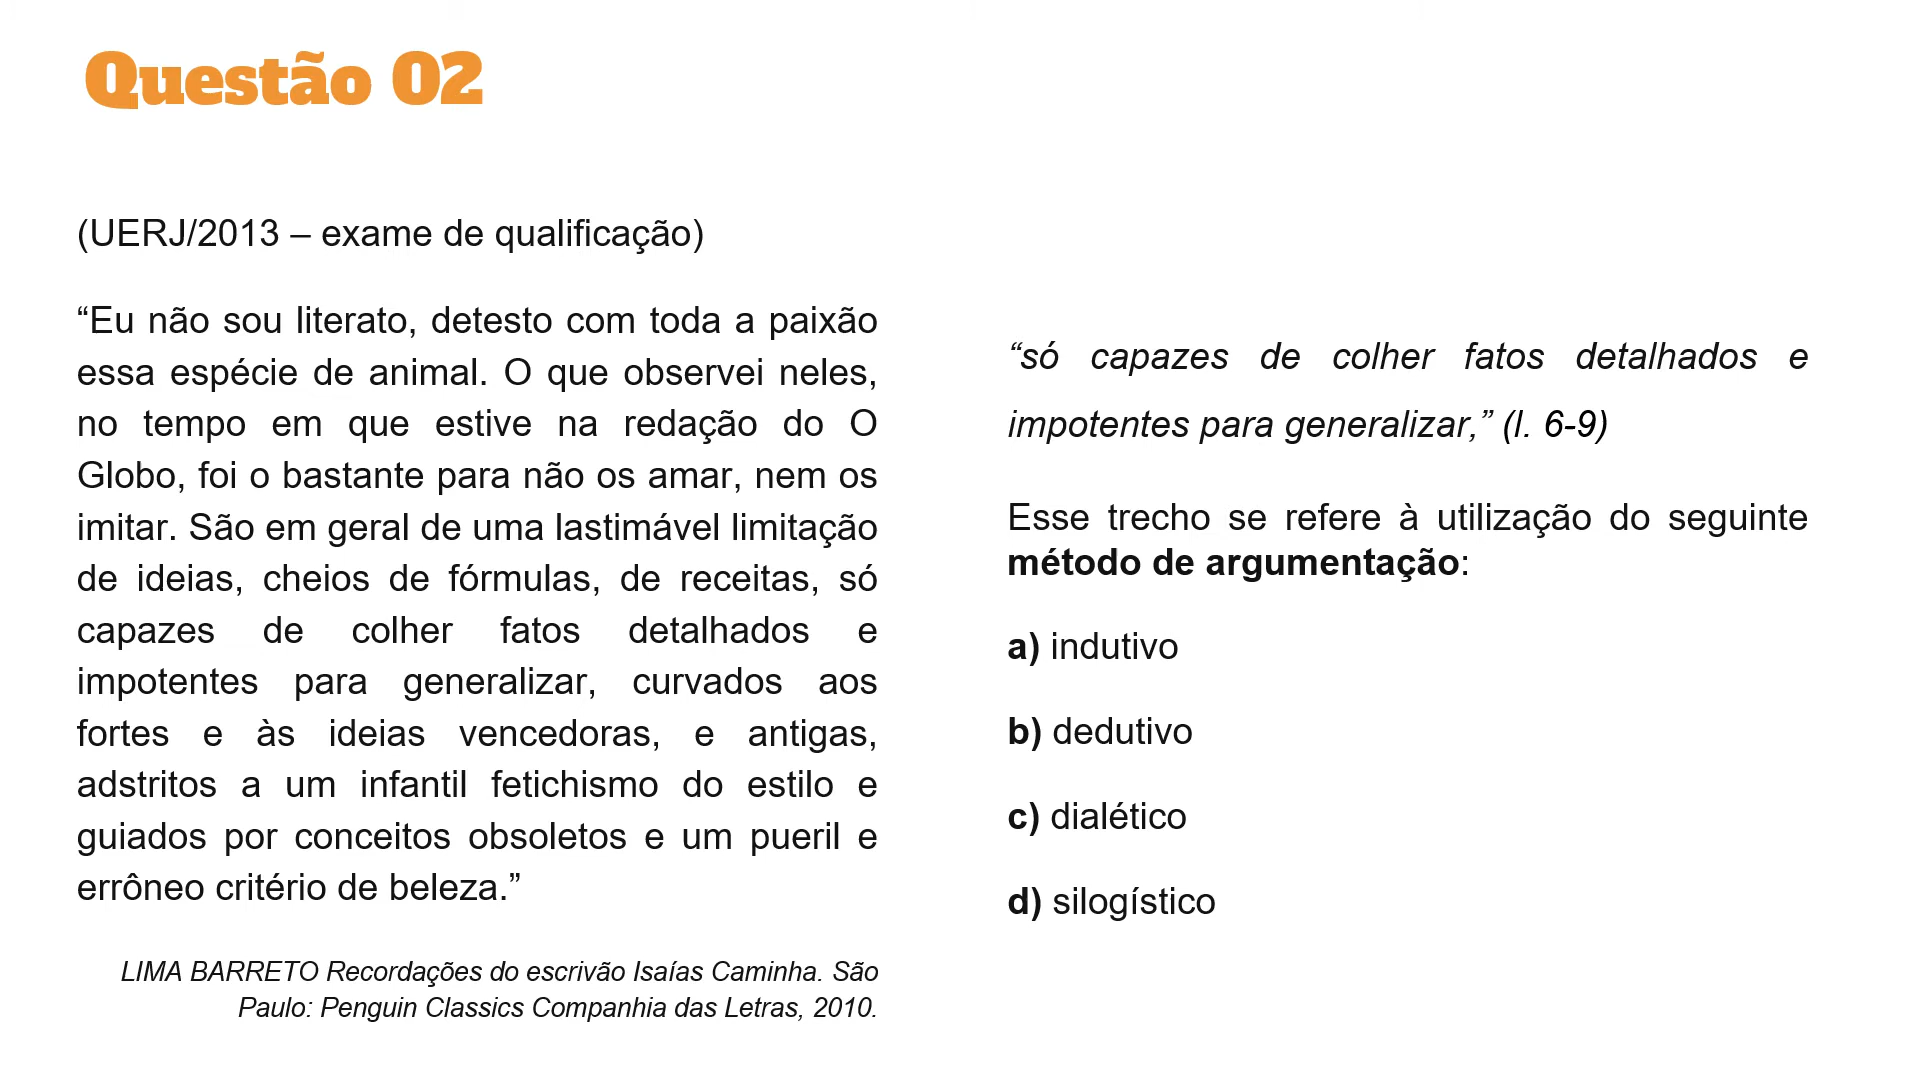 Questão 02
(UERJ/2013 – exame de qualificação)
“Eu não sou literato, detesto com toda a paixão
essa espécie de animal. O que observei neles,
no tempo em que estive na redação do O
Globo, foi o bastante para não os amar, nem os
imitar. São em geral de uma lastimável limitação
de ideias, cheios de fórmulas, de receitas, só
capazes de colher fatos detalhados e
impotentes para generalizar, curvados aos
fortes e às ideias vencedoras, e antigas,
adstritos a um infantil fetichismo do estilo e
guiados por conceitos obsoletos e um pueril e
errôneo critério de beleza.”
LIMA BARRETO Recordações do escrivão Isaías Caminha. São
Paulo: Penguin Classics Companhia das Letras, 2010.
“só capazes de colher fatos detalhados e
impotentes para generalizar,” (l. 6-9)
Esse trecho se refere à utilização do seguinte
método de argumentação:
a) indutivo
b) dedutivo
c) dialético
d) silogístico